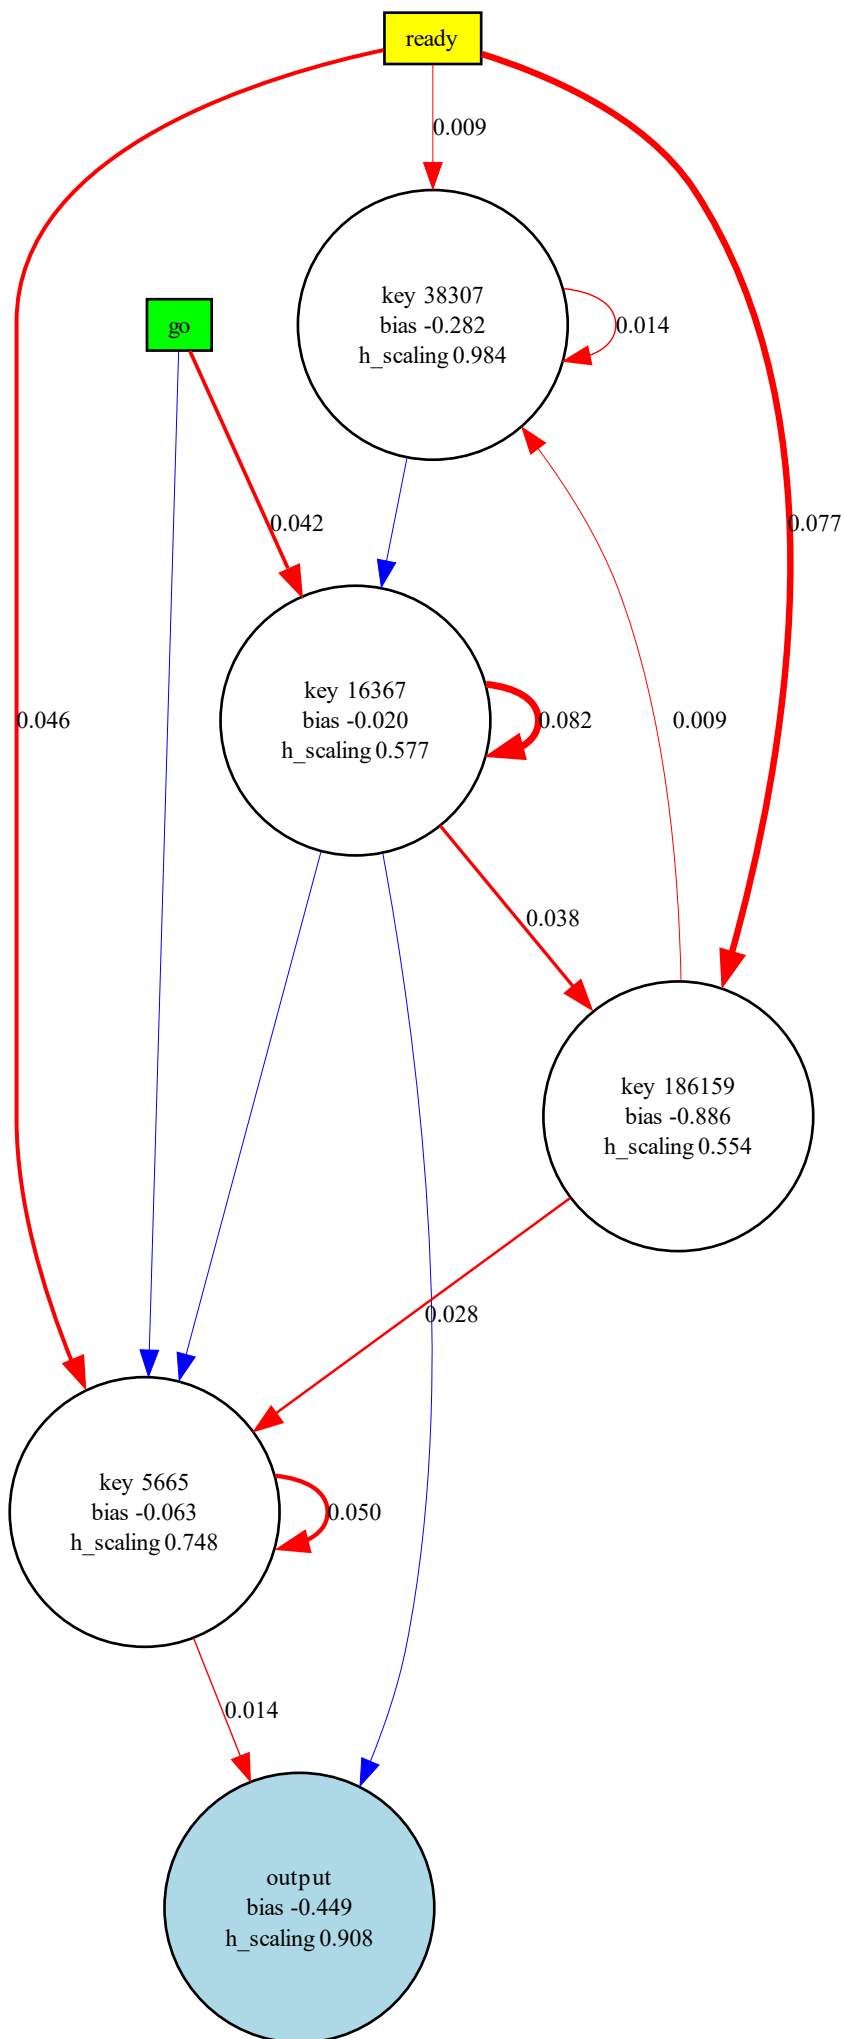 ready
0.009
key 38307
bias -0.282
h_scaling 0.984
0.014
go
0.042
0.077
key 16367
bias -0.020
h_scaling 0.577
0.082
0.046
0.009
0.038
key 186159
bias -0.886
h_scaling 0.554
0.028
key 5665
bias -0.063
h_scaling 0.748
0.050
0.014
output
bias -0.449
h_scaling 0.908